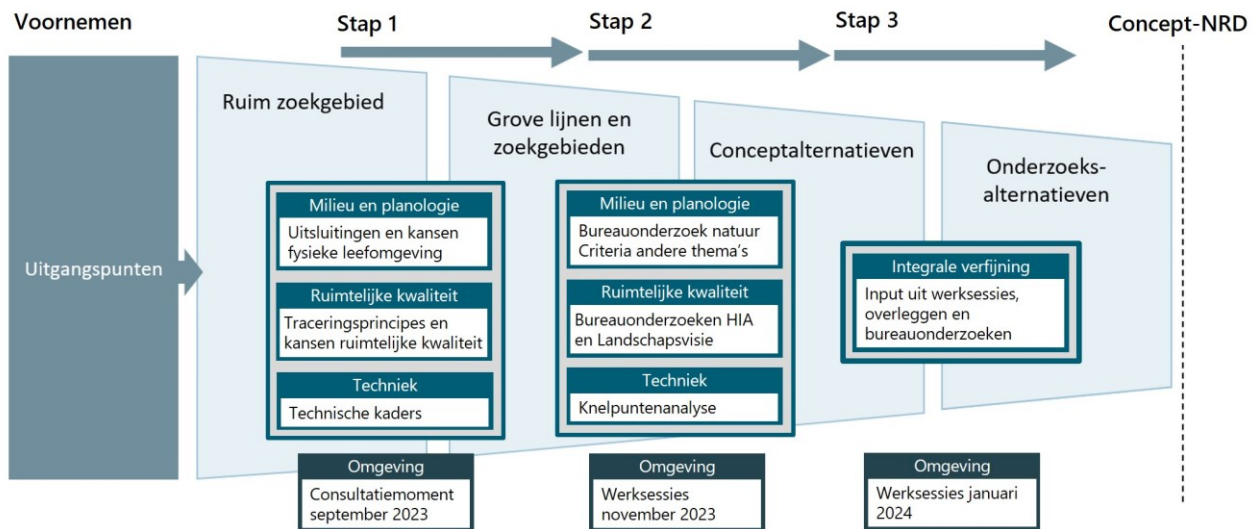 Voornemen
Stap 1
Stap 2
Stap 3
Concept-NRD
Uitgangspunten
Ruim zoekgebied
Grove lijnen en
zoekgebieden
Conceptalternatieven
Onderzoeks-
alternatieven
Milieu en planologie
Uitsluitingen en kansen
fysieke leefomgeving
Ruimtelijke kwaliteit
Traceringsprincipes en
kansen ruimtelijke kwaliteit
Techniek
Technische kaders
Milieu en planologie
Bureauonderzoek natuur
Criteria andere thema's
Ruimtelijke kwaliteit
Bureauonderzoeken HIA
en Landschapsvisie
Techniek
Knelpuntenanalyse
Integrale verfijning
Input uit werksessies,
overleggen en
bureauonderzoeken
Omgeving
Consultatiemoment
september 2023
Omgeving
Werksessies
november 2023
Omgeving
Werksessies januari
2024